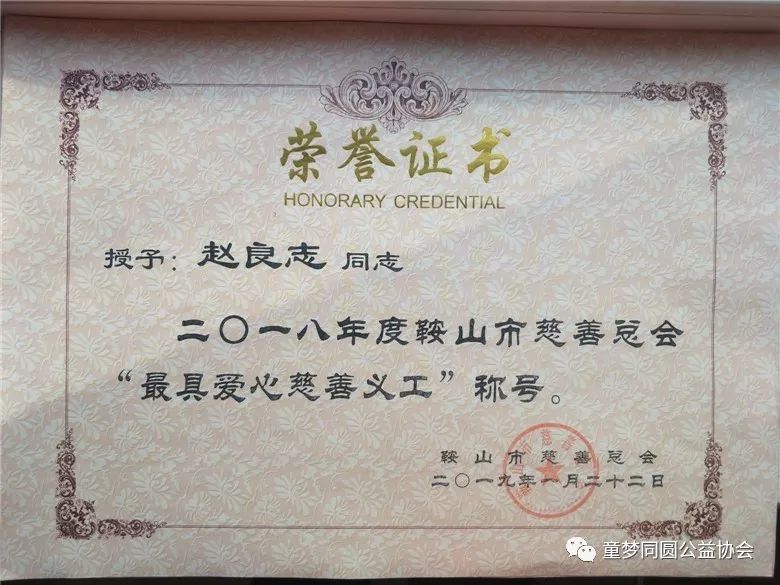 荣誉证书
HONORARY CREDENTIAL
授予：赵良志 同志
二〇一八年度鞍山市慈善总会
“最具爱心慈善义工”称号。
鞍山市慈善总会
二〇一九年一月二十二日
童梦同圆公益协会